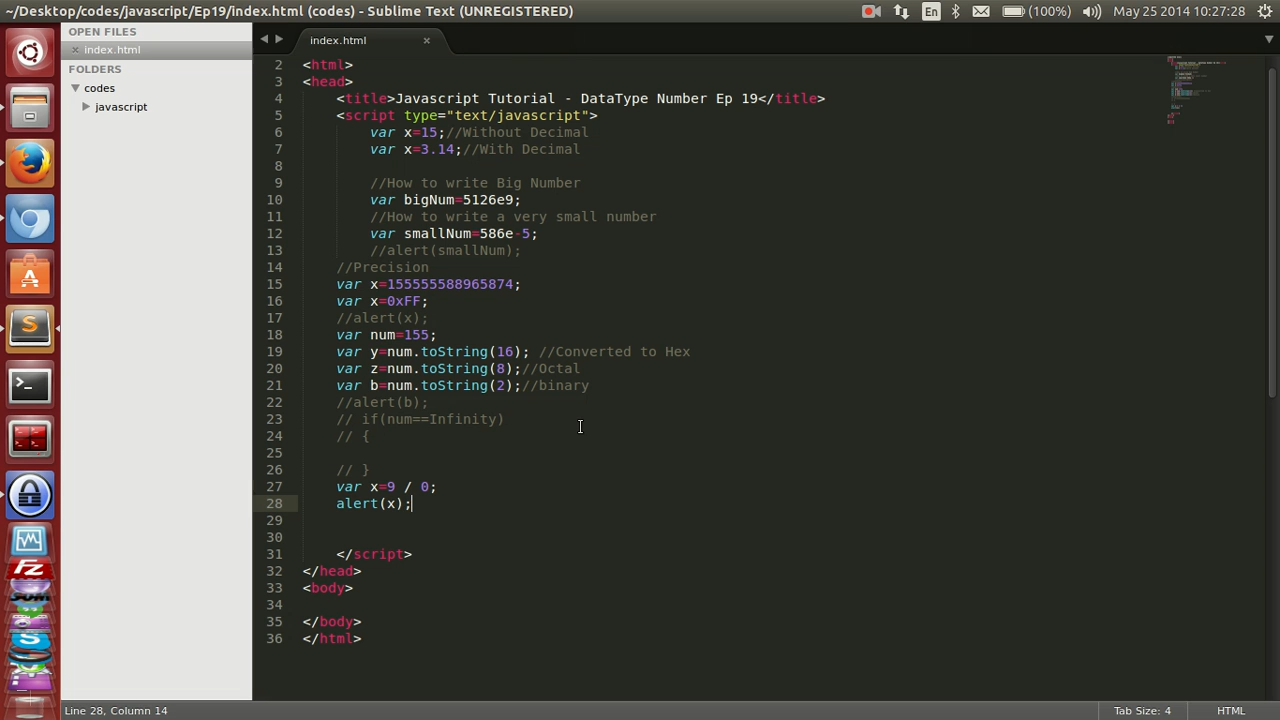 ~/Desktop/codes/javascript/Ep19/index.html (codes) - Sublime Text (UNREGISTERED)
En
(100%)
May 25 2014 10:27:28
OPEN FILES
index.html
FOLDERS
codes
javascript
index.html
2 <html>
3 <head>
4 <title>Javascript Tutorial - DataType Number Ep 19</title>
5 <script type="text/javascript">
6 var x=15;//Without Decimal
7 var x=3.14;//With Decimal
8
9 //How to write Big Number
10 var bigNum=5126e9;
11 //How to write a very small number
12 var smallNum=586e-5;
13 //alert(smallNum);
14 //Precision
15 var x=155555588965874;
16 var x=0xFF;
17 //alert(x);
18 var num=155;
19 var y=num.toString(16); //Converted to Hex
20 var z=num.toString(8);//Octal
21 var b=num.toString(2);//binary
22 //alert(b);
23 // if(num==Infinity)
24 // {
25
26 // }
27 var x=9 / 0;
28 alert(x);
29
30
31 </script>
32 </head>
33 <body>
34
35 </body>
36 </html>
Line 28, Column 14
Tab Size: 4
HTML